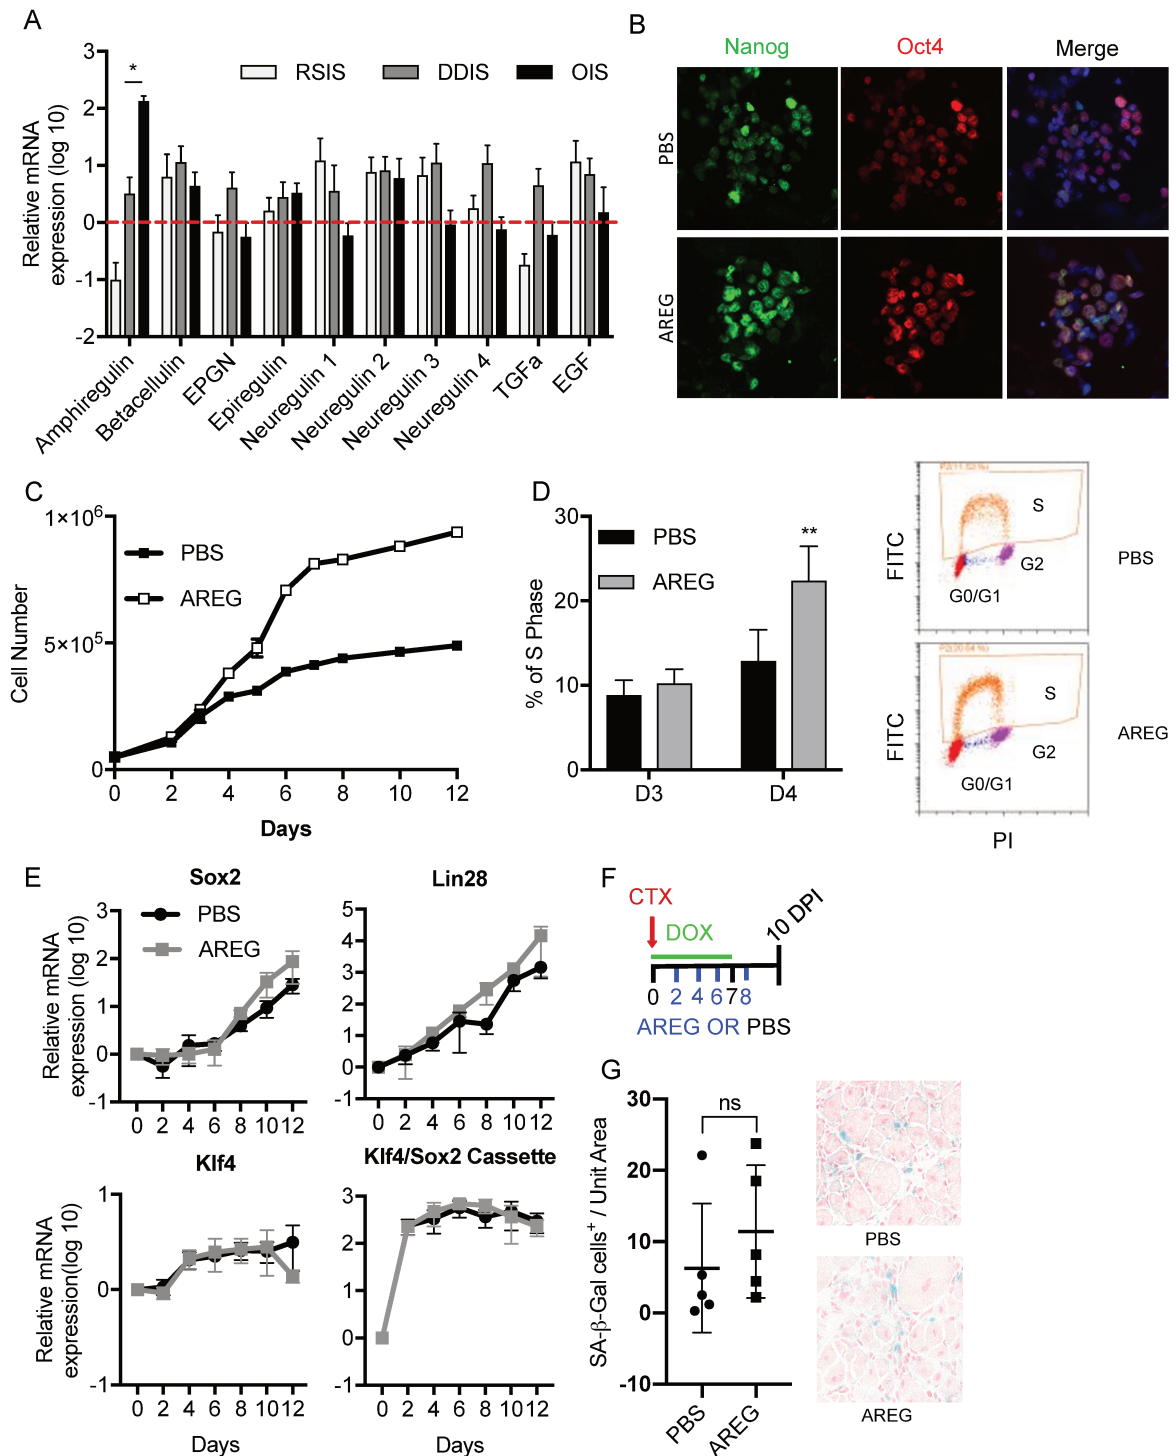 A
3
2
1
0
-1
-2
Relative mRNA
expression (log 10)
*
RSIS
DDIS
OIS
Amphiregulin
Betacellulin
EPGN
Epiregulin
Neuregulin 1
Neuregulin 2
Neuregulin 3
Neuregulin 4
TGFa
EGF
B
Nanog
Oct4
Merge
PBS
AREG
C
1×10⁶
5×10⁵
0
Cell Number
PBS
AREG
0 2 4 6 8 10 12
Days
D
30
20
10
0
% of S Phase
PBS
AREG
**
D3 D4
S
G2
G0/G1
FITC
PBS
S
G2
G0/G1
FITC
AREG
PI
E
Sox2
3
2
1
0
-1
Relative mRNA
expression (log 10)
PBS
AREG
0 2 4 6 8 10 12
Lin28
5
4
3
2
1
0
-1
0 2 4 6 8 10 12
Klf4
1
0
-1
Relative mRNA
expression(log 10)
0 2 4 6 8 10 12
Days
Klf4/Sox2 Cassette
3
2
1
0
-1
0 2 4 6 8 10 12
Days
F
CTX
DOX
10 DPI
0 2 4 6 7 8
AREG OR PBS
G
30
20
10
0
-10
SA-β-Gal cells⁺ / Unit Area
ns
PBS
AREG
PBS
AREG